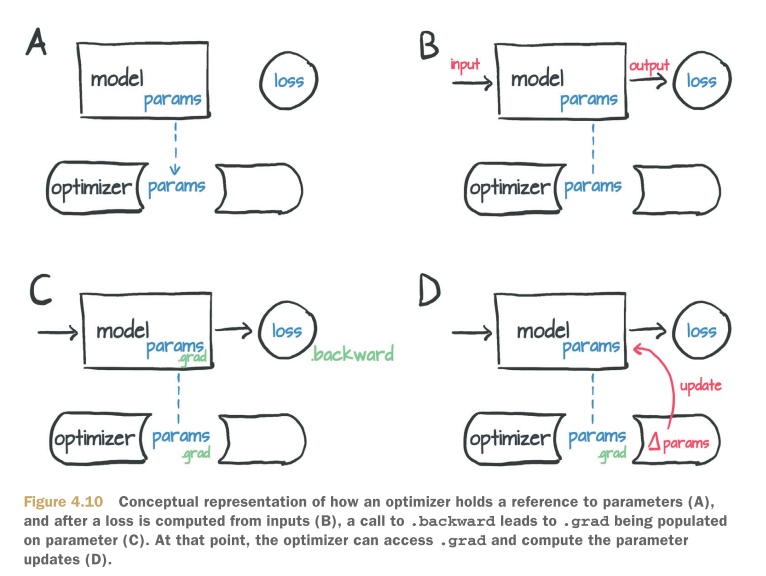 A
model
params
loss
optimizer
params
B
input
model
params
output
loss
optimizer
params
C
model
params
.grad
loss
.backward
optimizer
params
.grad
D
model
params
loss
update
optimizer
params
.grad
Δ params
Figure 4.10 Conceptual representation of how an optimizer holds a reference to parameters (A),
and after a loss is computed from inputs (B), a call to .backward leads to .grad being populated
on parameter (C). At that point, the optimizer can access .grad and compute the parameter
updates (D).